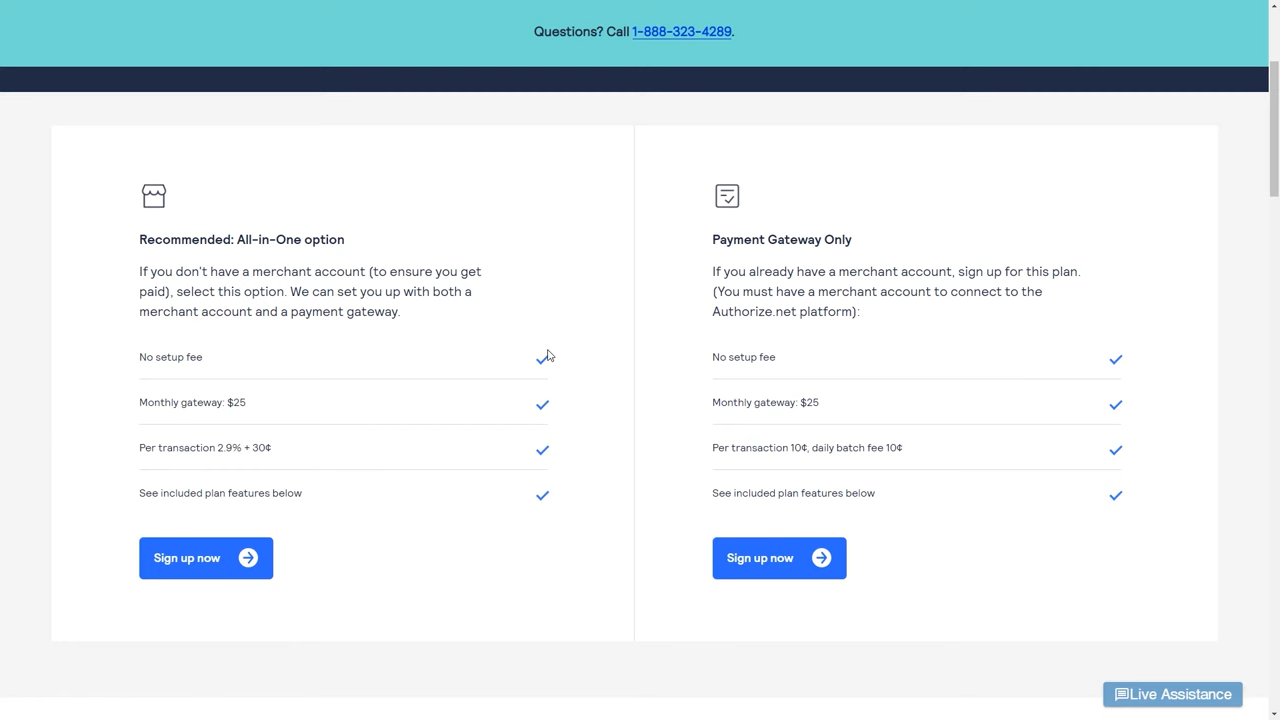 Questions? Call 1-888-323-4289.
Recommended: All-in-One option
If you don't have a merchant account (to ensure you get
paid), select this option. We can set you up with both a
merchant account and a payment gateway.
No setup fee
Monthly gateway: $25
Per transaction 2.9% + 30¢
See included plan features below
Sign up now
Payment Gateway Only
If you already have a merchant account, sign up for this plan.
(You must have a merchant account to connect to the
Authorize.net platform):
No setup fee
Monthly gateway: $25
Per transaction 10¢, daily batch fee 10¢
See included plan features below
Sign up now
Live Assistance